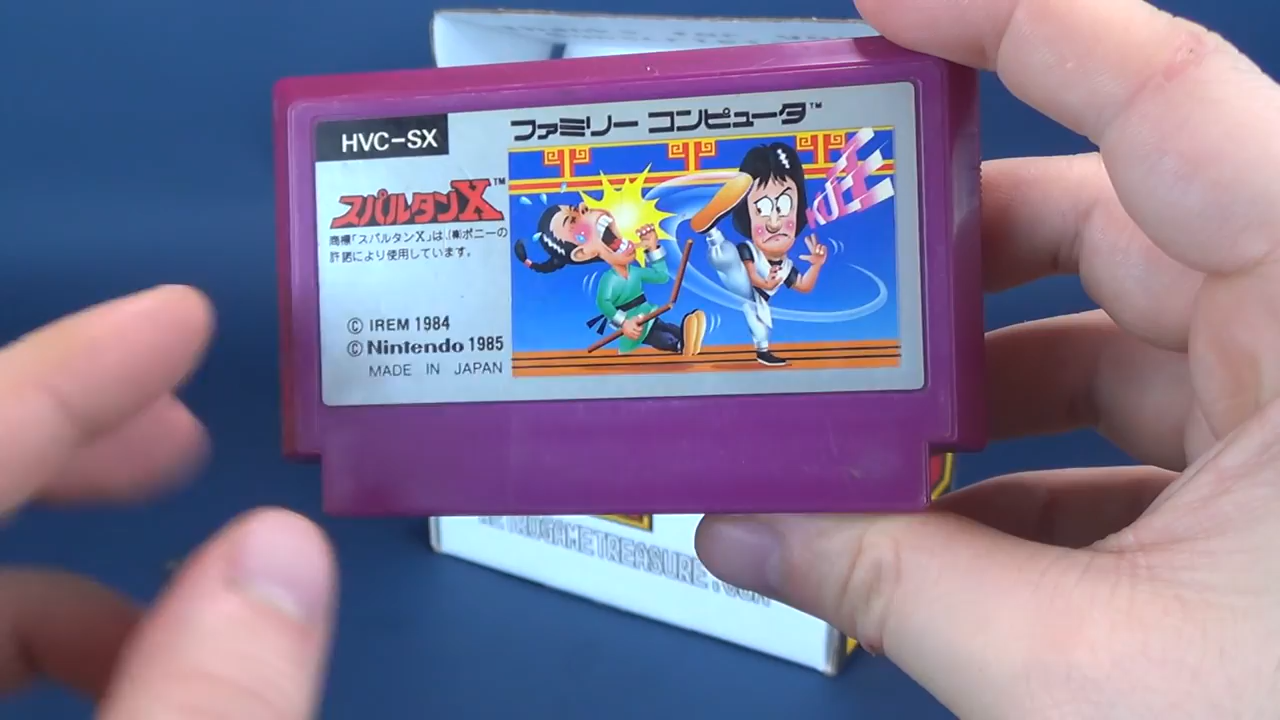 HVC-SX
ファミリー コンピュータ™
スパルタンX™
商標「スパルタンX」は、(株)ポニーの
許諾により使用しています。
© IREM 1984
© Nintendo 1985
MADE IN JAPAN
RETROGAMETREASURE.COM